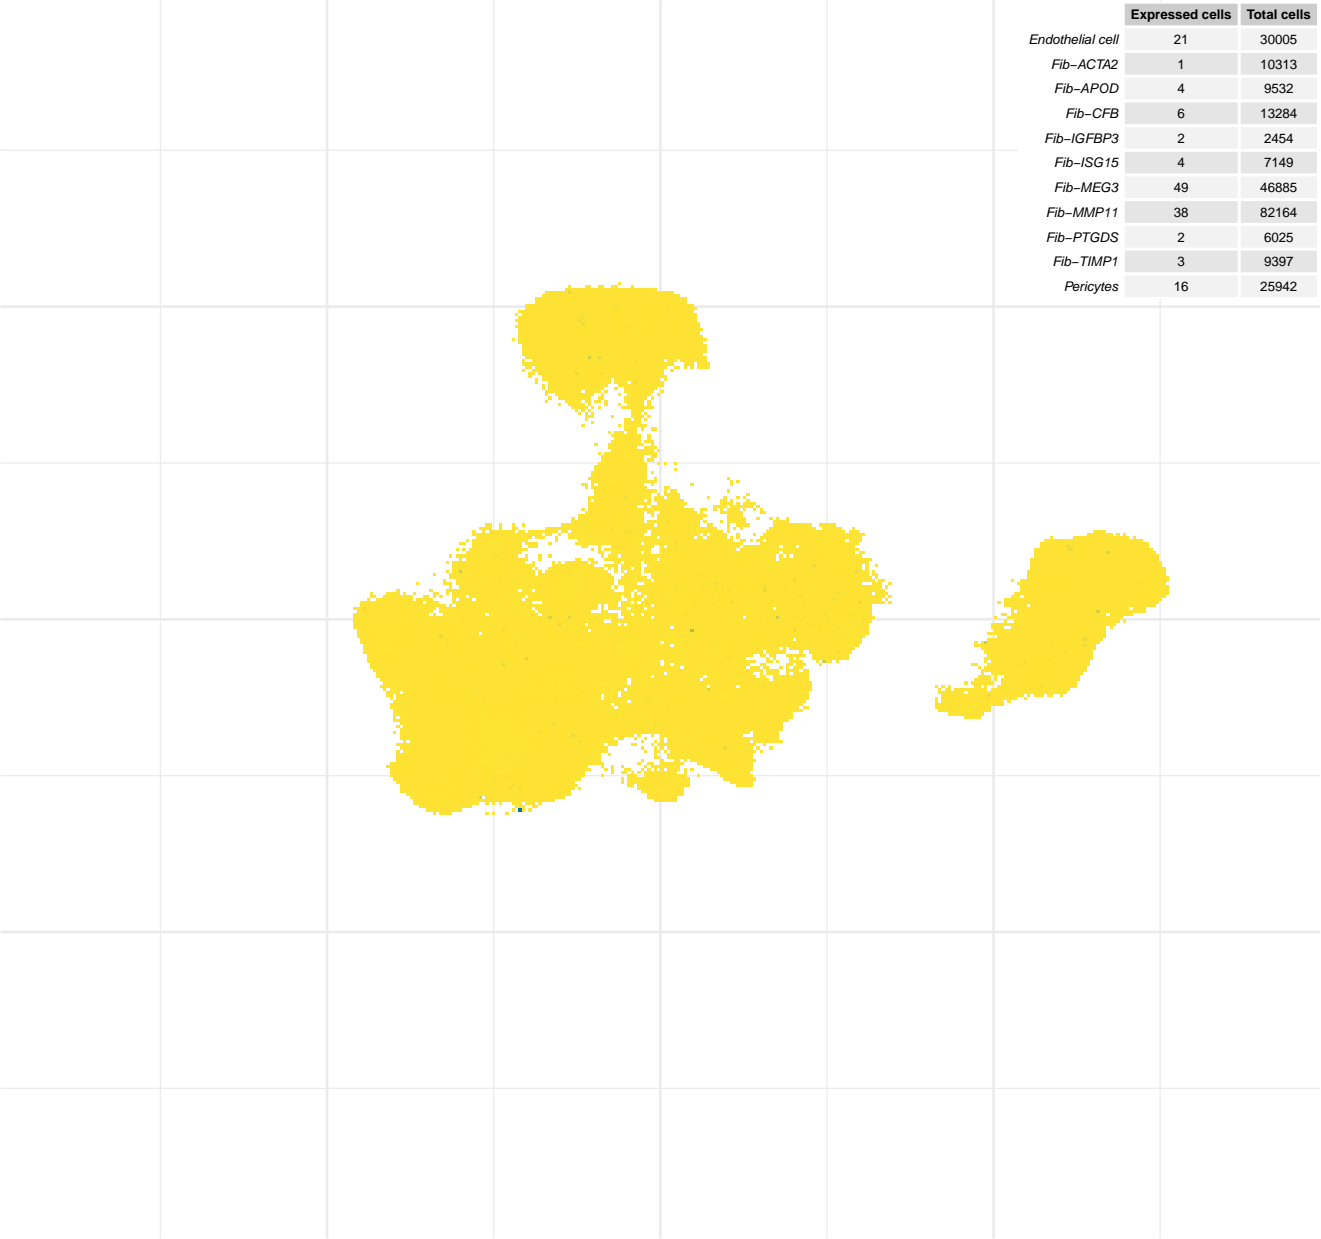 Expressed cells Total cells
Endothelial cell 21 30005
Fib−ACTA2 1 10313
Fib−APOD 4 9532
Fib−CFB 6 13284
Fib−IGFBP3 2 2454
Fib−ISG15 4 7149
Fib−MEG3 49 46885
Fib−MMP11 38 82164
Fib−PTGDS 2 6025
Fib−TIMP1 3 9397
Pericytes 16 25942